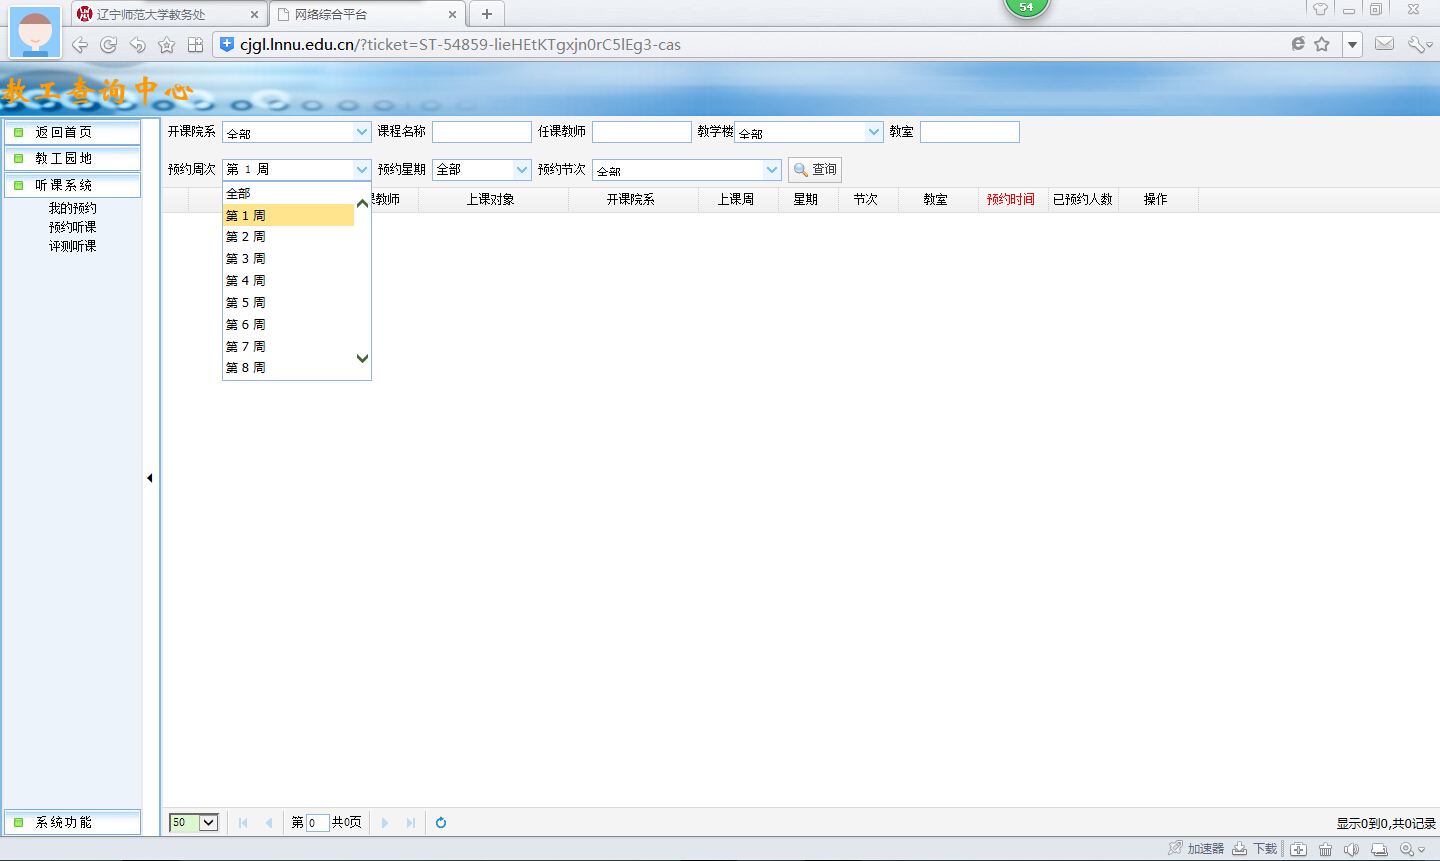 辽宁师范大学教务处 网络综合平台 54
cjgl.lnnu.edu.cn/?ticket=ST-54859-lieHEtKTgxjn0rC5lEg3-cas
教工查询中心
返回首页
教工园地
听课系统
我的预约
预约听课
评测听课
系统功能
开课院系 全部 课程名称 任课教师 教学楼 全部 教室
预约周次 第 1 周 预约星期 全部 预约节次 全部 查询
课教师 上课对象 开课院系 上课周 星期 节次 教室 预约时间 已预约人数 操作
全部
第 1 周
第 2 周
第 3 周
第 4 周
第 5 周
第 6 周
第 7 周
第 8 周
50 第 0 共0页 显示0到0,共0记录
加速器 下载